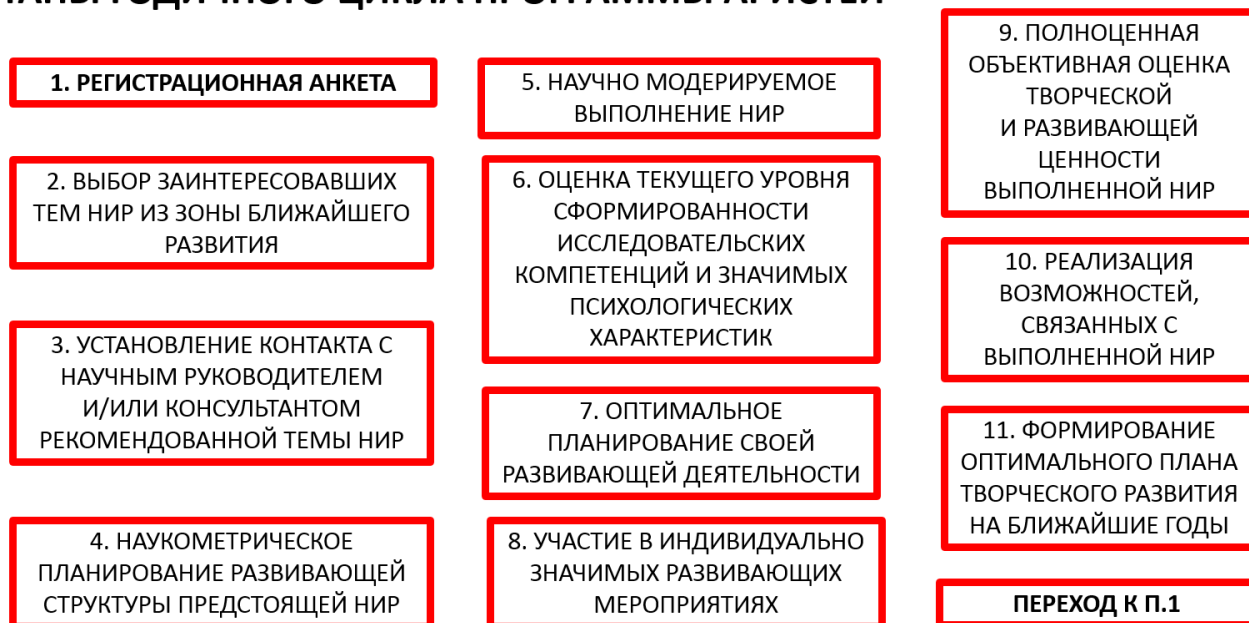 ГОДИЧНОГО ЦИКЛА ПРОГРАММЫ АРИСТЕЙ
1. РЕГИСТРАЦИОННАЯ АНКЕТА
2. ВЫБОР ЗАИНТЕРЕСОВАВШИХ
ТЕМ НИР ИЗ ЗОНЫ БЛИЖАЙШЕГО
РАЗВИТИЯ
3. УСТАНОВЛЕНИЕ КОНТАКТА С
НАУЧНЫМ РУКОВОДИТЕЛЕМ
И/ИЛИ КОНСУЛЬТАНТОМ
РЕКОМЕНДОВАННОЙ ТЕМЫ НИР
4. НАУКОМЕТРИЧЕСКОЕ
ПЛАНИРОВАНИЕ РАЗВИВАЮЩЕЙ
СТРУКТУРЫ ПРЕДСТОЯЩЕЙ НИР
5. НАУЧНО МОДЕРИРУЕМОЕ
ВЫПОЛНЕНИЕ НИР
6. ОЦЕНКА ТЕКУЩЕГО УРОВНЯ
СФОРМИРОВАННОСТИ
ИССЛЕДОВАТЕЛЬСКИХ
КОМПЕТЕНЦИЙ И ЗНАЧИМЫХ
ПСИХОЛОГИЧЕСКИХ
ХАРАКТЕРИСТИК
7. ОПТИМАЛЬНОЕ
ПЛАНИРОВАНИЕ СВОЕЙ
РАЗВИВАЮЩЕЙ ДЕЯТЕЛЬНОСТИ
8. УЧАСТИЕ В ИНДИВИДУАЛЬНО
ЗНАЧИМЫХ РАЗВИВАЮЩИХ
МЕРОПРИЯТИЯХ
9. ПОЛНОЦЕННАЯ
ОБЪЕКТИВНАЯ ОЦЕНКА
ТВОРЧЕСКОЙ
И РАЗВИВАЮЩЕЙ
ЦЕННОСТИ
ВЫПОЛНЕННОЙ НИР
10. РЕАЛИЗАЦИЯ
ВОЗМОЖНОСТЕЙ,
СВЯЗАННЫХ С
ВЫПОЛНЕННОЙ НИР
11. ФОРМИРОВАНИЕ
ОПТИМАЛЬНОГО ПЛАНА
ТВОРЧЕСКОГО РАЗВИТИЯ
НА БЛИЖАЙШИЕ ГОДЫ
ПЕРЕХОД К П.1